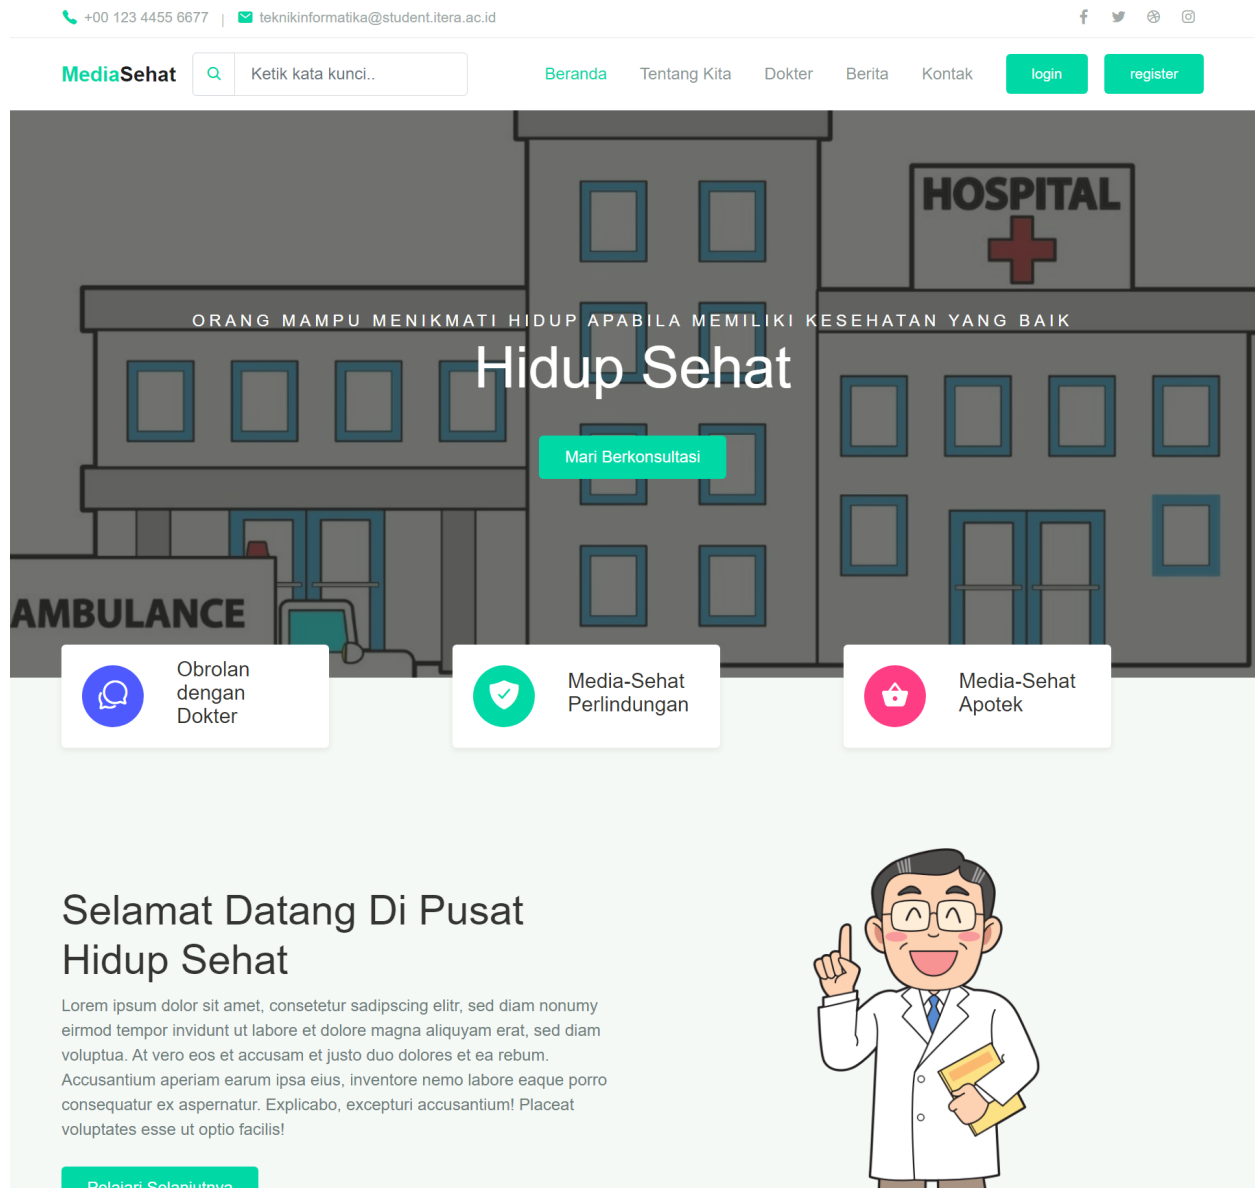 +00 123 4455 6677 | teknikinformatika@student.itera.ac.id
MediaSehat
Ketik kata kunci..
Beranda
Tentang Kita
Dokter
Berita
Kontak
login
register
HOSPITAL
ORANG MAMPU MENIKMATI HIDUP APABILA MEMILIKI KESEHATAN YANG BAIK
Hidup Sehat
Mari Berkonsultasi
AMBULANCE
Obrolan
dengan
Dokter
Media-Sehat
Perlindungan
Media-Sehat
Apotek
Selamat Datang Di Pusat
Hidup Sehat
Lorem ipsum dolor sit amet, consetetur sadipscing elitr, sed diam nonumy
eirmod tempor invidunt ut labore et dolore magna aliquyam erat, sed diam
voluptua. At vero eos et accusam et justo duo dolores et ea rebum.
Accusantium aperiam earum ipsa eius, inventore nemo labore eaque porro
consequatur ex aspernatur. Explicabo, excepturi accusantium! Placeat
voluptates esse ut optio facilis!
Pelajari Selanjutnya